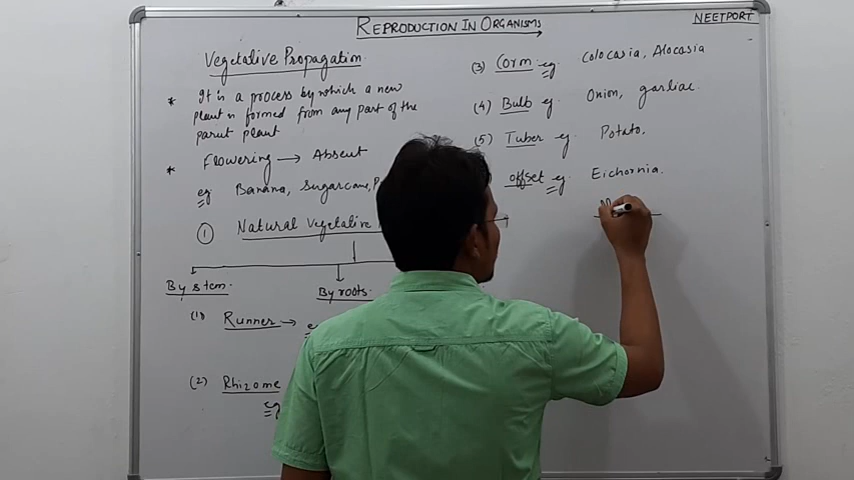 REPRODUCTION IN ORGANISMS
NEETPORT
Vegetative Propagation
* It is a process by which a new
plant is formed from any part of the
parent plant
* Flowering → Absent
eg Banana, Sugarcane, P
(1) Natural Vegetative
By stem
By roots
(1) Runner →
(2) Rhizome
eg
(3) Corm eg Colocasia, Alocasia
(4) Bulb eg Onion, garliac
(5) Tuber eg Potato,
offset eg Eichornia.